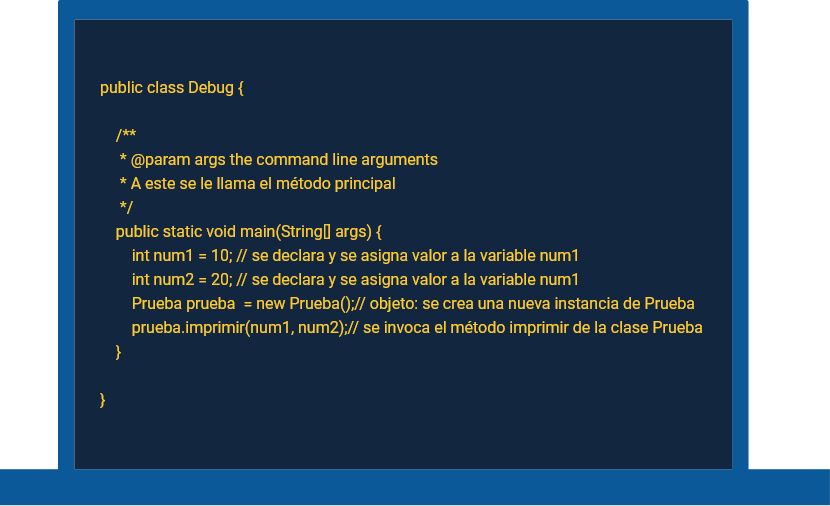 public class Debug {
/**
* @param args the command line arguments
* A este se le llama el método principal
*/
public static void main(String[] args) {
int num1 = 10; // se declara y se asigna valor a la variable num1
int num2 = 20; // se declara y se asigna valor a la variable num1
Prueba prueba  = new Prueba();// objeto: se crea una nueva instancia de Prueba
prueba.imprimir(num1, num2);// se invoca el método imprimir de la clase Prueba
}
}